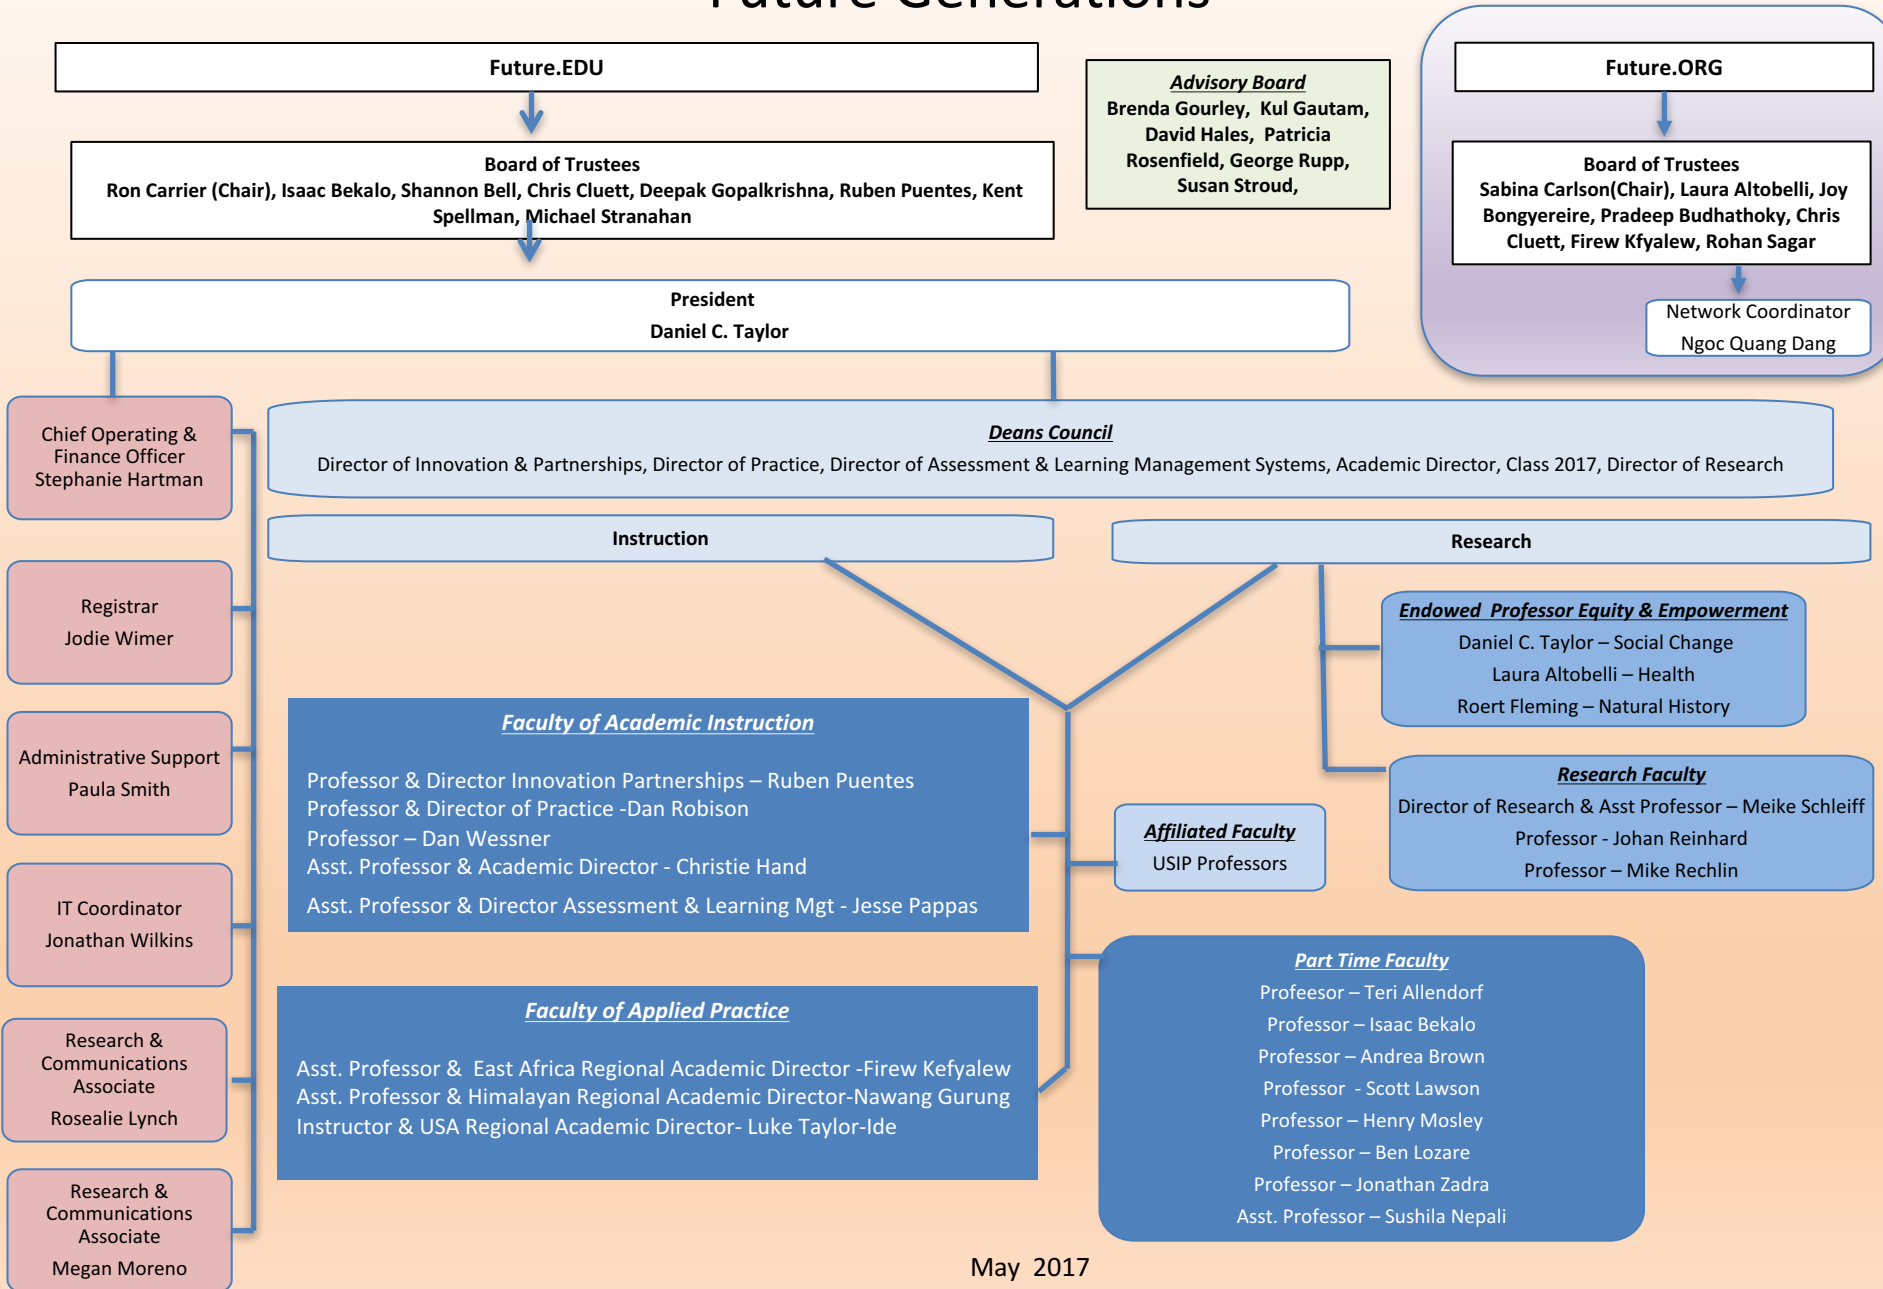 Future Generations
Future.EDU
Board of Trustees
Ron Carrier (Chair), Isaac Bekalo, Shannon Bell, Chris Cluett, Deepak Gopalkrishna, Ruben Puentes, Kent
Spellman, Michael Stranahan
Advisory Board
Brenda Gourley,  Kul Gautam,
David Hales,  Patricia
Rosenfield, George Rupp,
Susan Stroud,
Future.ORG
Board of Trustees
Sabina Carlson(Chair), Laura Altobelli, Joy
Bongyereire, Pradeep Budhathoky, Chris
Cluett, Firew Kfyalew, Rohan Sagar
Network Coordinator
Ngoc Quang Dang
President
Daniel C. Taylor
Chief Operating &
Finance Officer
Stephanie Hartman
Registrar
Jodie Wimer
Administrative Support
Paula Smith
IT Coordinator
Jonathan Wilkins
Research &
Communications
Associate
Rosealie Lynch
Research &
Communications
Associate
Megan Moreno
Deans Council
Director of Innovation & Partnerships, Director of Practice, Director of Assessment & Learning Management Systems, Academic Director, Class 2017, Director of Research
Instruction
Research
Endowed  Professor Equity & Empowerment
Daniel C. Taylor – Social Change
Laura Altobelli – Health
Roert Fleming – Natural History
Research Faculty
Director of Research & Asst Professor – Meike Schleiff
Professor - Johan Reinhard
Professor – Mike Rechlin
Faculty of Academic Instruction
Professor & Director Innovation Partnerships – Ruben Puentes
Professor & Director of Practice -Dan Robison
Professor – Dan Wessner
Asst. Professor & Academic Director - Christie Hand
Asst. Professor & Director Assessment & Learning Mgt - Jesse Pappas
Affiliated Faculty
USIP Professors
Faculty of Applied Practice
Asst. Professor &  East Africa Regional Academic Director -Firew Kefyalew
Asst. Professor & Himalayan Regional Academic Director-Nawang Gurung
Instructor & USA Regional Academic Director- Luke Taylor-Ide
Part Time Faculty
Profeesor – Teri Allendorf
Professor – Isaac Bekalo
Professor – Andrea Brown
Professor  - Scott Lawson
Professor – Henry Mosley
Professor – Ben Lozare
Professor – Jonathan Zadra
Asst. Professor – Sushila Nepali
May  2017